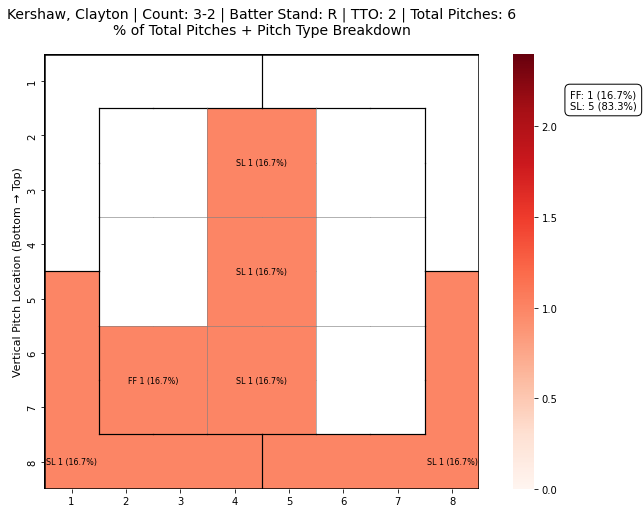 Kershaw, Clayton | Count: 3-2 | Batter Stand: R | TTO: 2 | Total Pitches: 6
% of Total Pitches + Pitch Type Breakdown
FF: 1 (16.7%)
SL: 5 (83.3%)
Vertical Pitch Location (Bottom → Top)
1
2
3
4
5
6
7
8
SL 1 (16.7%)
SL 1 (16.7%)
FF 1 (16.7%)
SL 1 (16.7%)
SL 1 (16.7%)
SL 1 (16.7%)
1 2 3 4 5 6 7 8
2.0
1.5
1.0
0.5
0.0